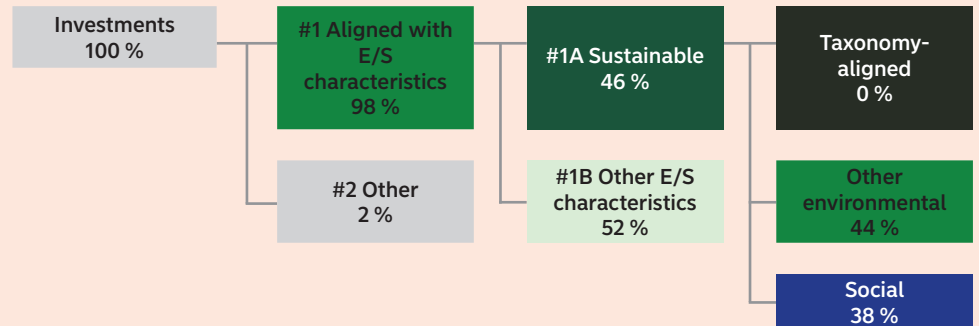 Investments
100 %
#1 Aligned with
E/S
characteristics
98 %
#1A Sustainable
46 %
Taxonomy-
aligned
0 %
#2 Other
2 %
#1B Other E/S
characteristics
52 %
Other
environmental
44 %
Social
38 %